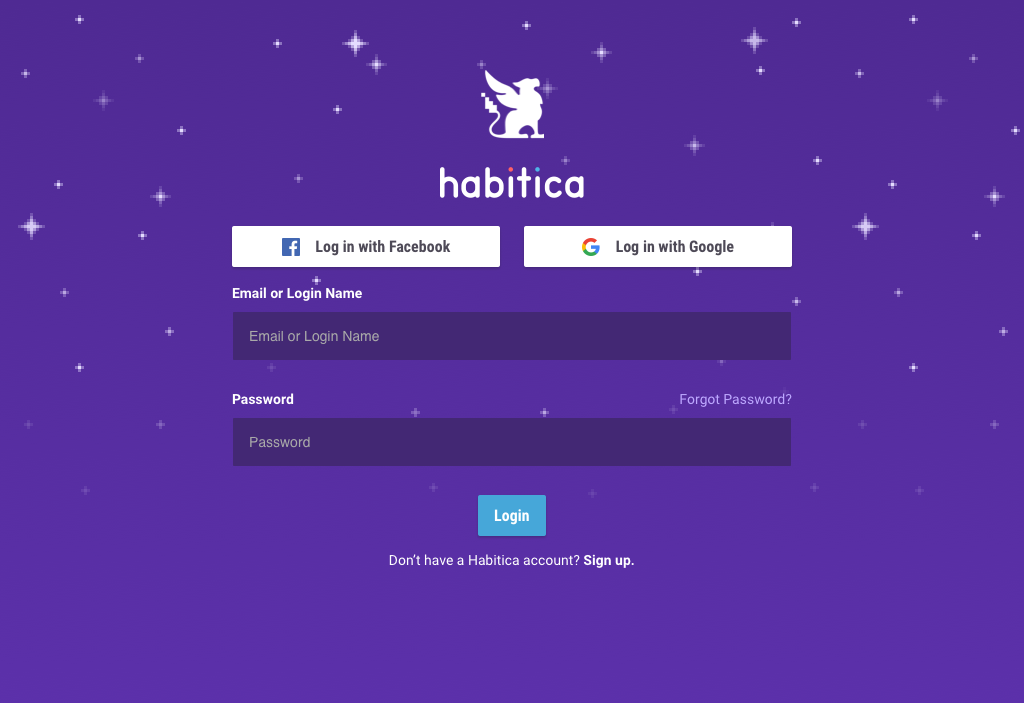 habitica
Log in with Facebook
Log in with Google
Email or Login Name
Email or Login Name
Password
Forgot Password?
Password
Login
Don’t have a Habitica account? Sign up.